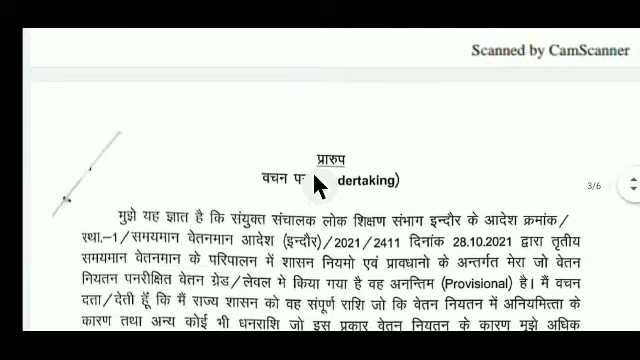 Scanned by CamScanner
प्रारुप
वचन dertaking)
3/6
मुझे यह ज्ञात है कि संयुक्त संचालक लोक शिक्षण संभाग इन्दौर के आदेश क्रमांक/
स्था.-1/समयमान वेतनमान आदेश (इन्दौर)/2021/2411 दिनांक 28.10.2021 द्वारा तृतीय
समयमान वेतनमान के परिपालन में शासन नियमो एवं प्रावधानो के अन्तर्गत मेरा जो वेतन
नियतन पनरीक्षित वेतन ग्रेड/लेवल मे किया गया है वह अनन्तिम (Provisional) है। मैं वचन
दता/देती हूँ कि मैं राज्य शासन को वह संपूर्ण राशि जो कि वेतन नियतन में अनियमित्ता के
कारण तथा अन्य कोई भी धनराशि जो इस प्रकार वेतन नियतन के कारण मुझे अधिक